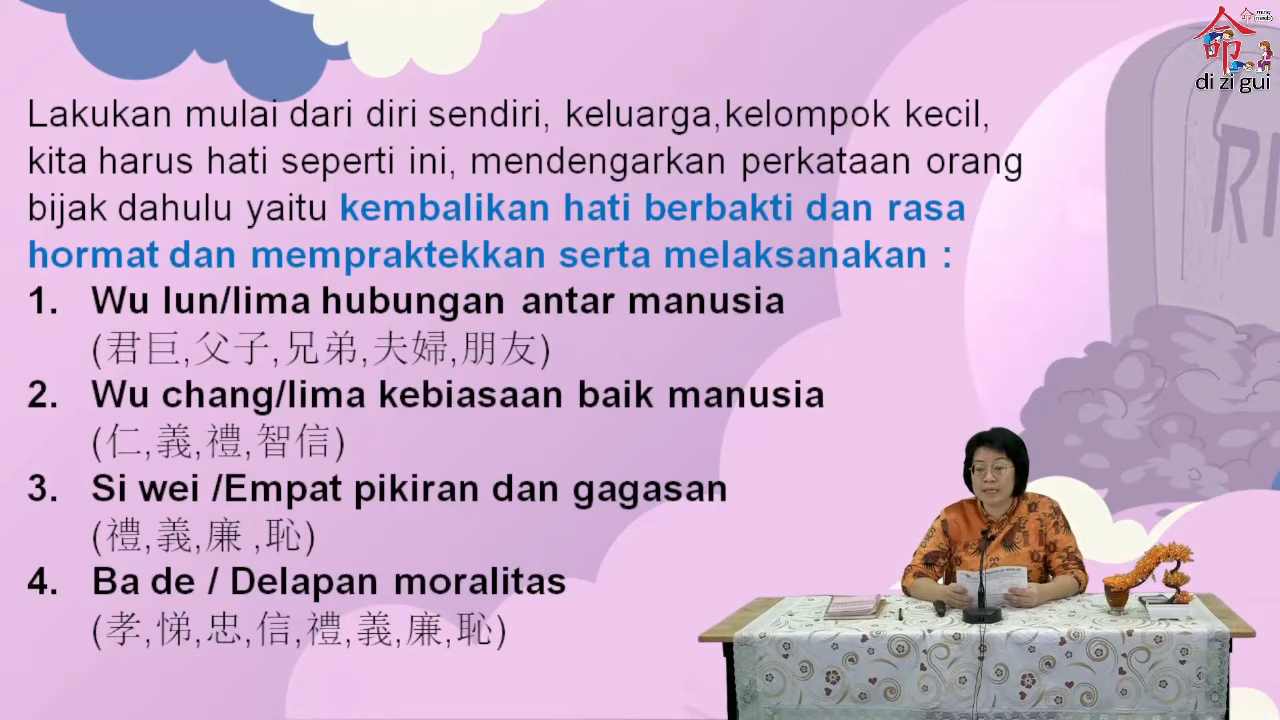 Lakukan mulai dari diri sendiri, keluarga,kelompok kecil,
kita harus hati seperti ini, mendengarkan perkataan orang
bijak dahulu yaitu kembalikan hati berbakti dan rasa
hormat dan mempraktekkan serta melaksanakan :
1. Wu lun/lima hubungan antar manusia
(君巨,父子,兄弟,夫婦,朋友)
2. Wu chang/lima kebiasaan baik manusia
(仁,義,禮,智信)
3. Si wei /Empat pikiran dan gagasan
(禮,義,廉 ,恥)
4. Ba de / Delapan moralitas
(孝,悌,忠,信,禮,義,廉,恥)
命
di zi gui